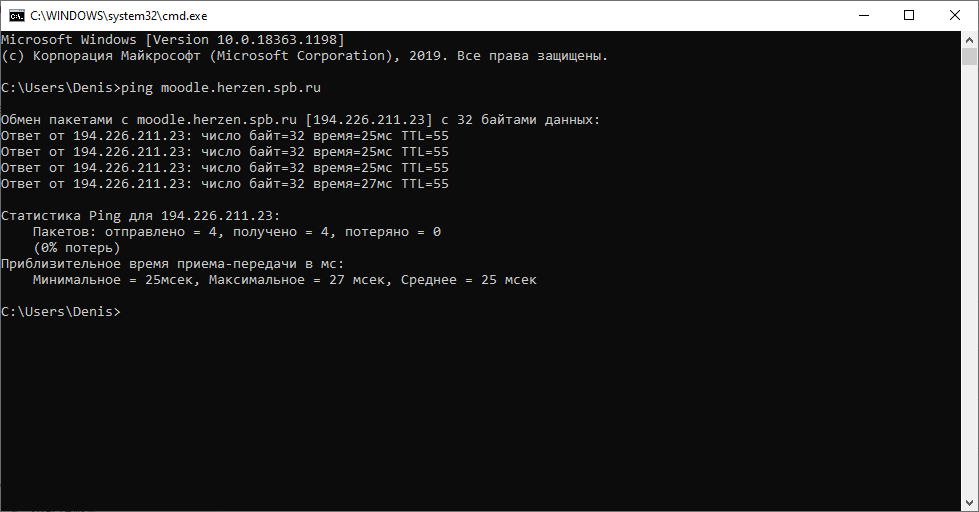 C:\WINDOWS\system32\cmd.exe
Microsoft Windows [Version 10.0.18363.1198]
(c) Корпорация Майкрософт (Microsoft Corporation), 2019. Все права защищены.
C:\Users\Denis>ping moodle.herzen.spb.ru
Обмен пакетами с moodle.herzen.spb.ru [194.226.211.23] с 32 байтами данных:
Ответ от 194.226.211.23: число байт=32 время=25мс TTL=55
Ответ от 194.226.211.23: число байт=32 время=25мс TTL=55
Ответ от 194.226.211.23: число байт=32 время=25мс TTL=55
Ответ от 194.226.211.23: число байт=32 время=27мс TTL=55
Статистика Ping для 194.226.211.23:
    Пакетов: отправлено = 4, получено = 4, потеряно = 0
    (0% потерь)
Приблизительное время приема-передачи в мс:
    Минимальное = 25мсек, Максимальное = 27 мсек, Среднее = 25 мсек
C:\Users\Denis>